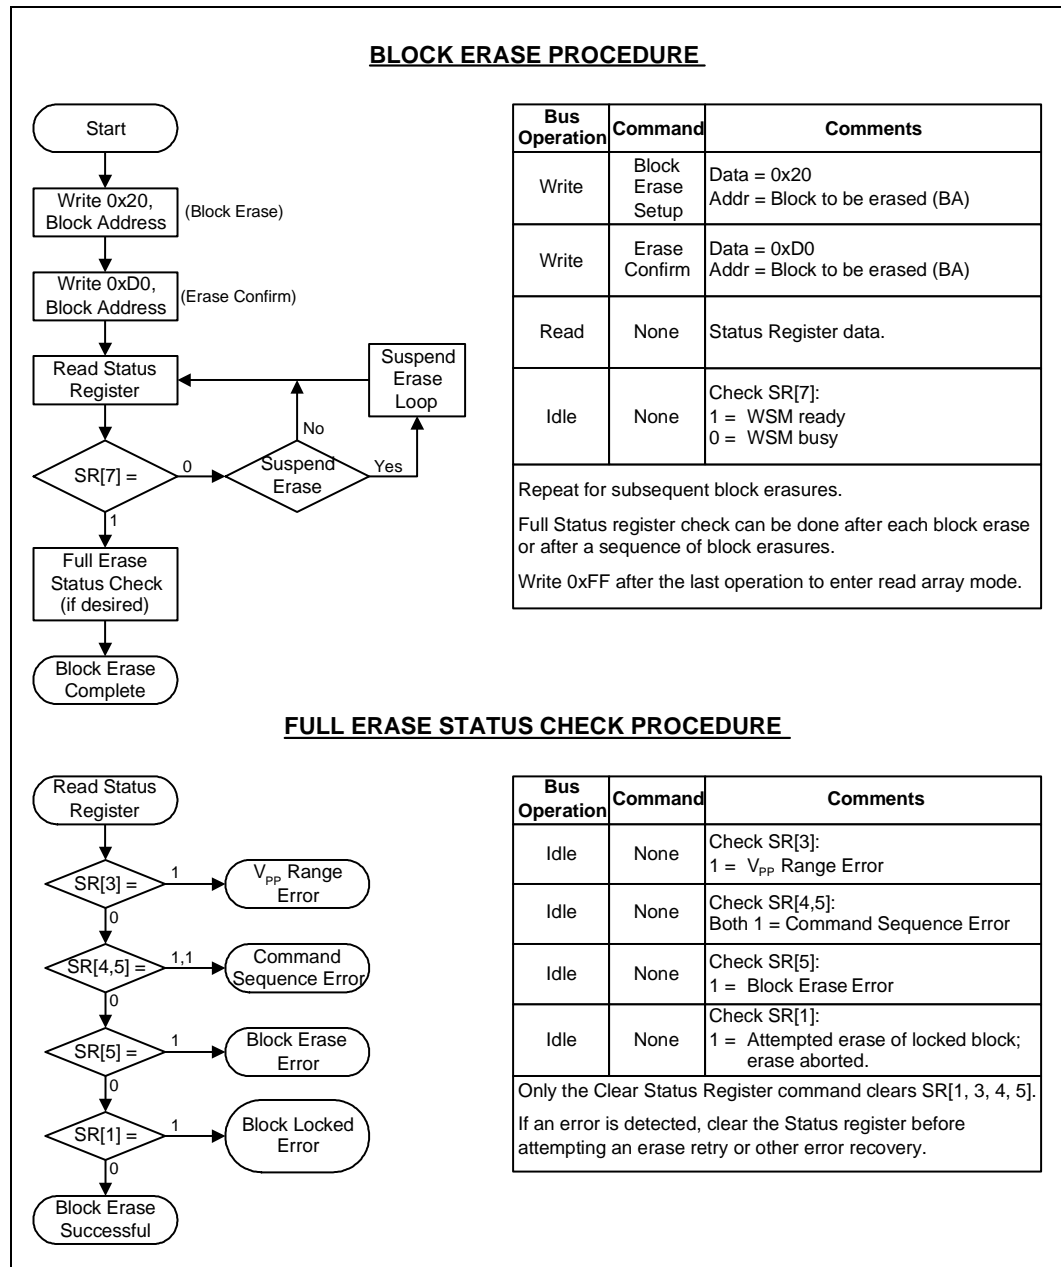 BLOCK ERASE PROCEDURE
Start
Write 0x20,
Block Address
(Block Erase)
Write 0xD0,
Block Address
(Erase Confirm)
Read Status
Register
Suspend
Erase
Loop
No
SR[7] =
0
Suspend
Erase
Yes
1
Full Erase
Status Check
(if desired)
Block Erase
Complete
Bus
Operation
Command
Comments
Write
Block
Erase
Setup
Data = 0x20
Addr = Block to be erased (BA)
Write
Erase
Confirm
Data = 0xD0
Addr = Block to be erased (BA)
Read
None
Status Register data.
Idle
None
Check SR[7]:
1 = WSM ready
0 = WSM busy
Repeat for subsequent block erasures.
Full Status register check can be done after each block erase
or after a sequence of block erasures.
Write 0xFF after the last operation to enter read array mode.
FULL ERASE STATUS CHECK PROCEDURE
Read Status
Register
SR[3] =
1
VPP Range
Error
0
SR[4,5] =
1,1
Command
Sequence Error
0
SR[5] =
1
Block Erase
Error
0
SR[1] =
1
Block Locked
Error
0
Block Erase
Successful
Bus
Operation
Command
Comments
Idle
None
Check SR[3]:
1 = VPP Range Error
Idle
None
Check SR[4,5]:
Both 1 = Command Sequence Error
Idle
None
Check SR[5]:
1 = Block Erase Error
Idle
None
Check SR[1]:
1 = Attempted erase of locked block;
erase aborted.
Only the Clear Status Register command clears SR[1, 3, 4, 5].
If an error is detected, clear the Status register before
attempting an erase retry or other error recovery.